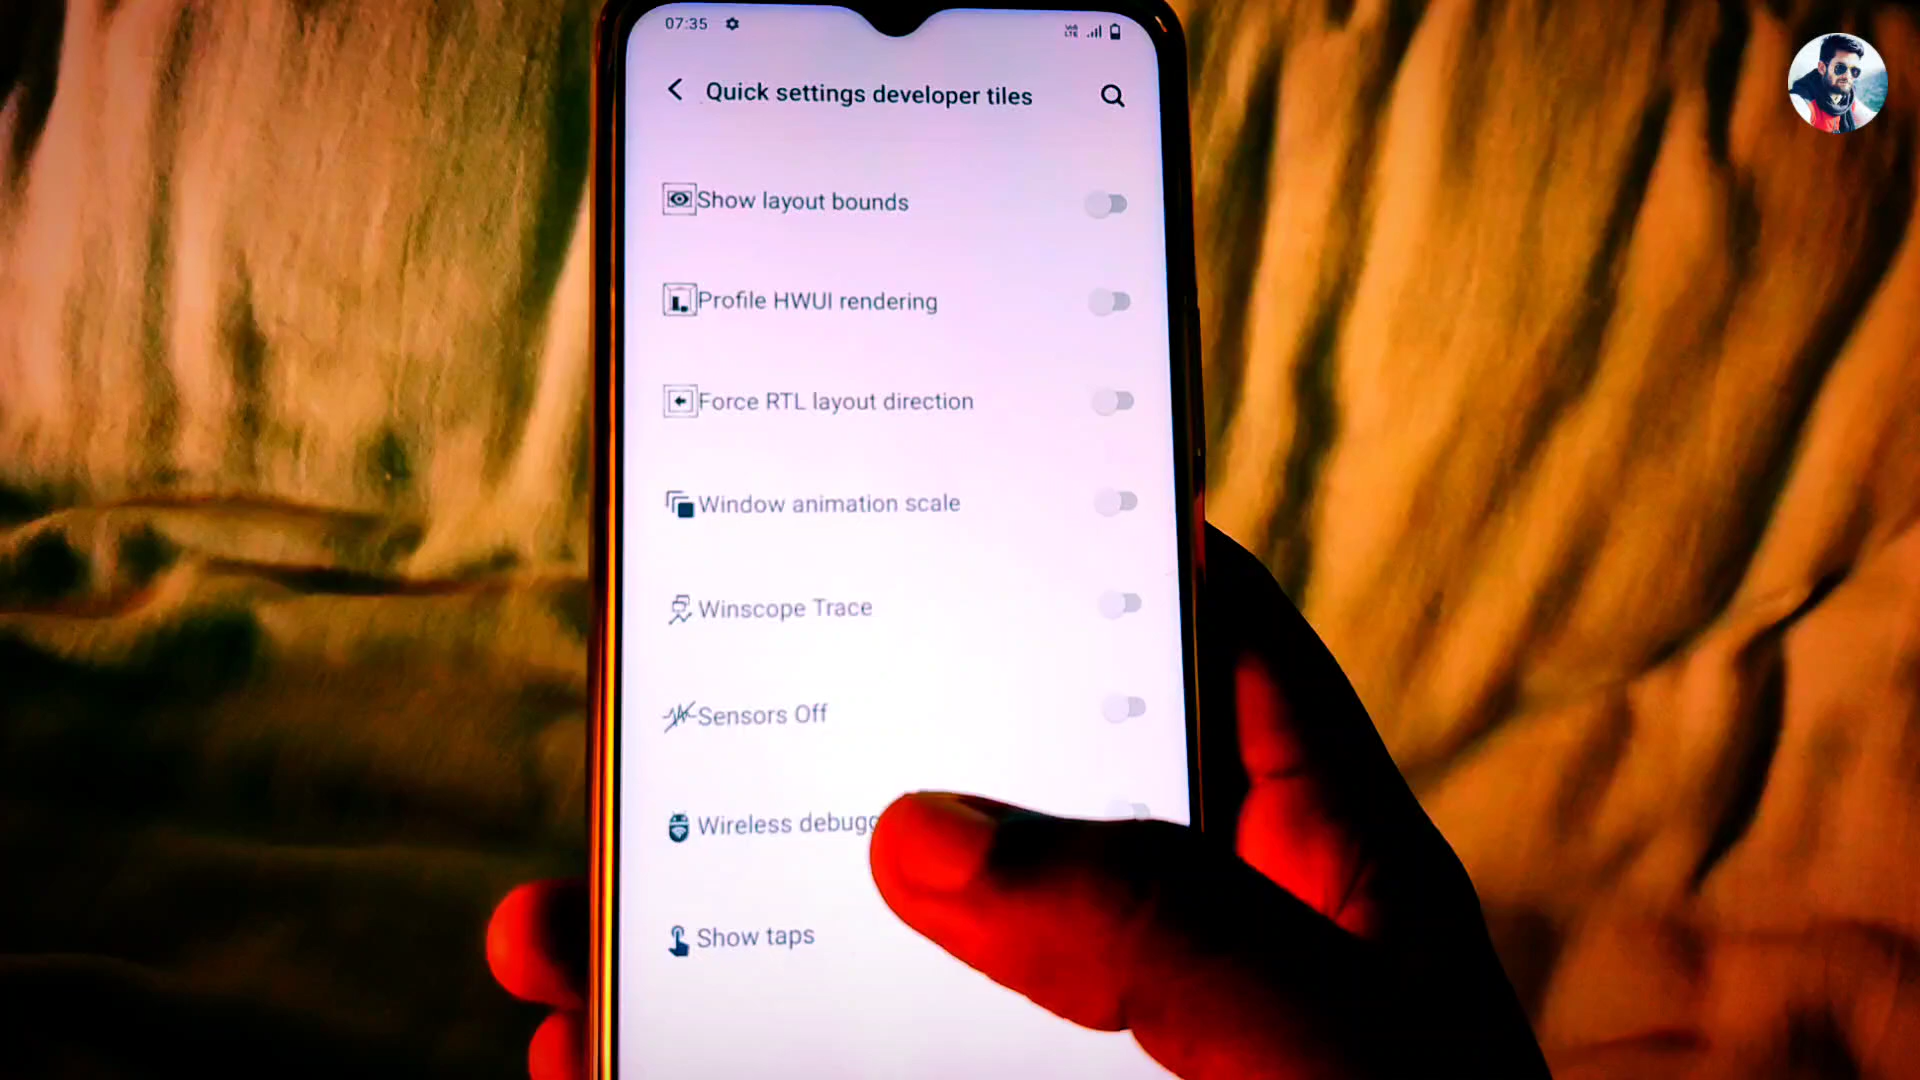 07:35
Quick settings developer tiles
Show layout bounds
Profile HWUI rendering
Force RTL layout direction
Window animation scale
Winscope Trace
Sensors Off
Wireless debugg
Show taps